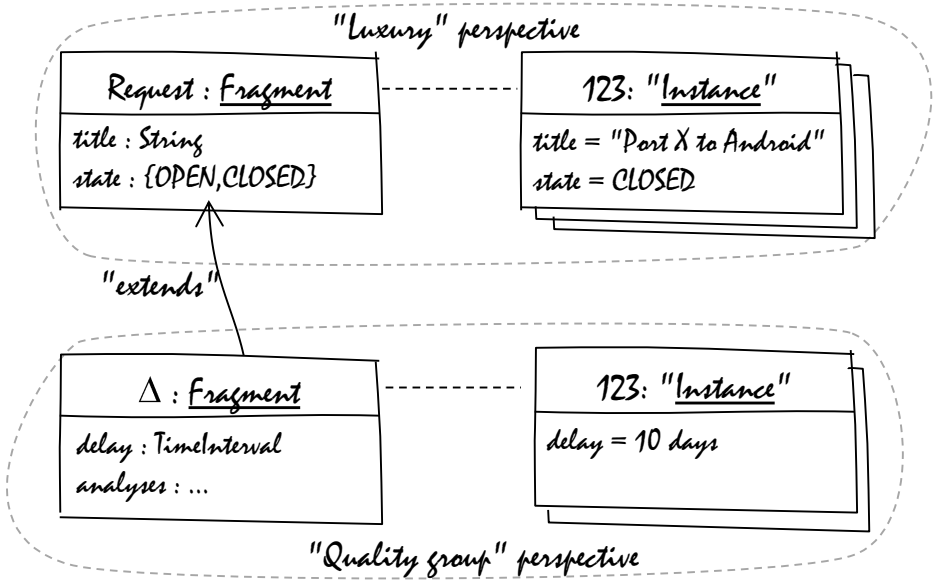 "Luxury" perspective
Request : Fragment
title : String
state : {OPEN,CLOSED}
123: "Instance"
title = "Port X to Android"
state = CLOSED
"extends"
Δ : Fragment
delay : TimeInterval
analyses : ...
123: "Instance"
delay = 10 days
"Quality group" perspective